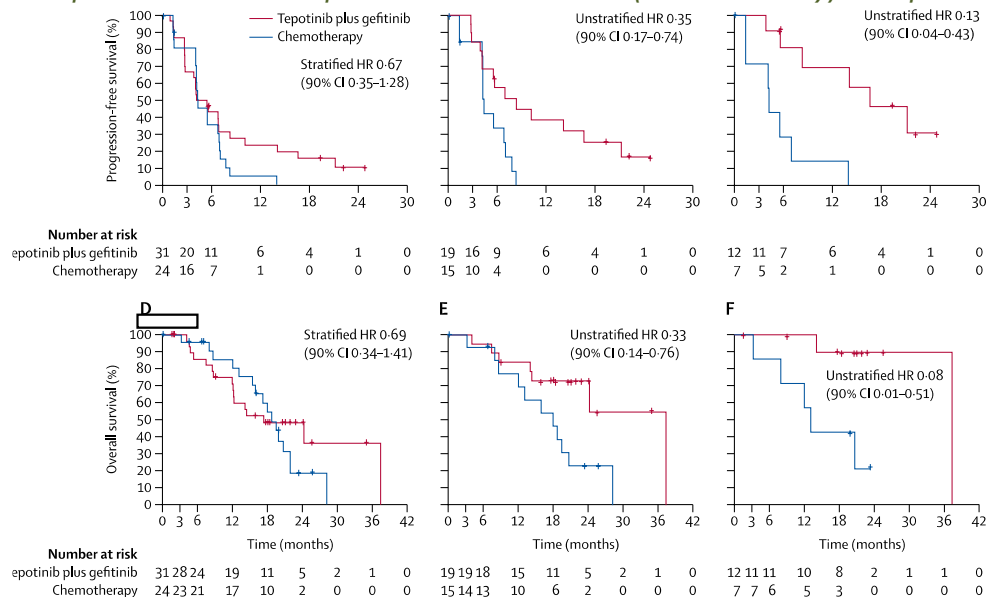 Tepotinib plus gefitinib
Chemotherapy
Stratified HR 0·67
(90% CI 0·35–1·28)
Progression-free survival (%)
100
90
80
70
60
50
40
30
20
10
0
0 3 6 12 18 24 30
Unstratified HR 0·35
(90% CI 0·17–0·74)
0 3 6 12 18 24 30
Unstratified HR 0·13
(90% CI 0·04–0·43)
0 3 6 12 18 24 30
Number at risk
epotinib plus gefitinib 31 20 11 6 4 1 0 19 16 9 6 4 1 0 12 11 7 6 4 1 0
Chemotherapy 24 16 7 1 0 0 0 15 10 4 0 0 0 0 7 5 2 1 0 0 0
D
Stratified HR 0·69
(90% CI 0·34–1·41)
Overall survival (%)
100
90
80
70
60
50
40
30
20
10
0
0 3 6 12 18 24 30 36 42
Time (months)
E
Unstratified HR 0·33
(90% CI 0·14–0·76)
0 3 6 12 18 24 30 36 42
Time (months)
F
Unstratified HR 0·08
(90% CI 0·01–0·51)
0 3 6 12 18 24 30 36 42
Time (months)
Number at risk
epotinib plus gefitinib 31 28 24 19 11 5 2 1 0 19 19 18 15 11 5 2 1 0 12 11 11 10 8 2 1 1 0
Chemotherapy 24 23 21 17 10 2 0 0 0 15 14 13 10 6 2 0 0 0 7 7 6 5 3 0 0 0 0